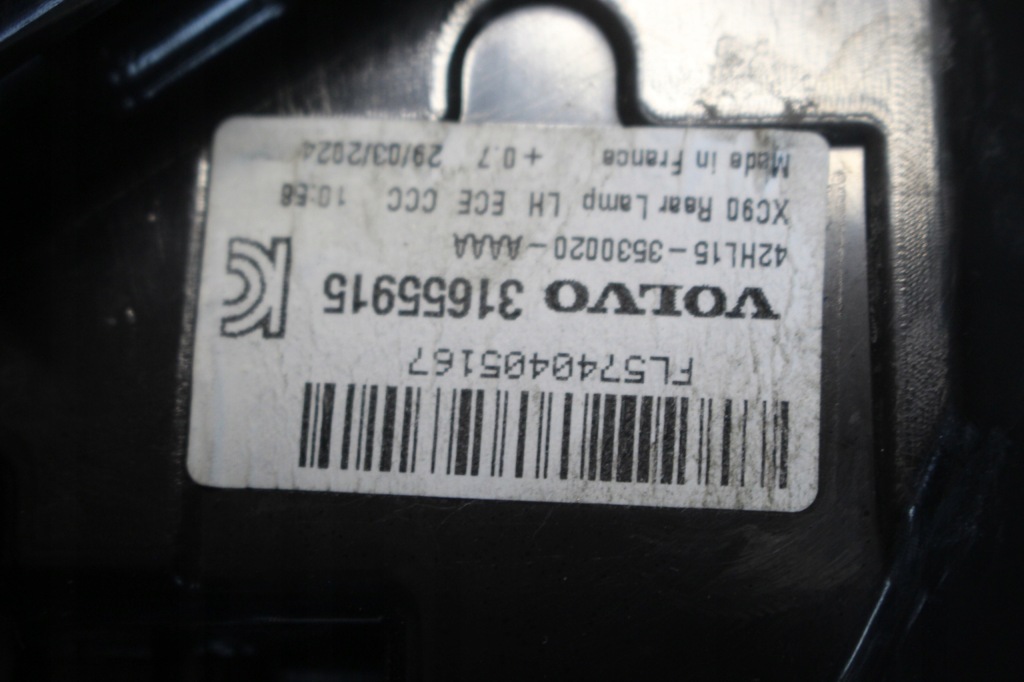 FL5740405167
VOLVO 31655915
42HL15-3530020-AAAA
XC90 Rear Lamp LH ECE CCC 10:58
Made in France + 0.7 29/03/2024